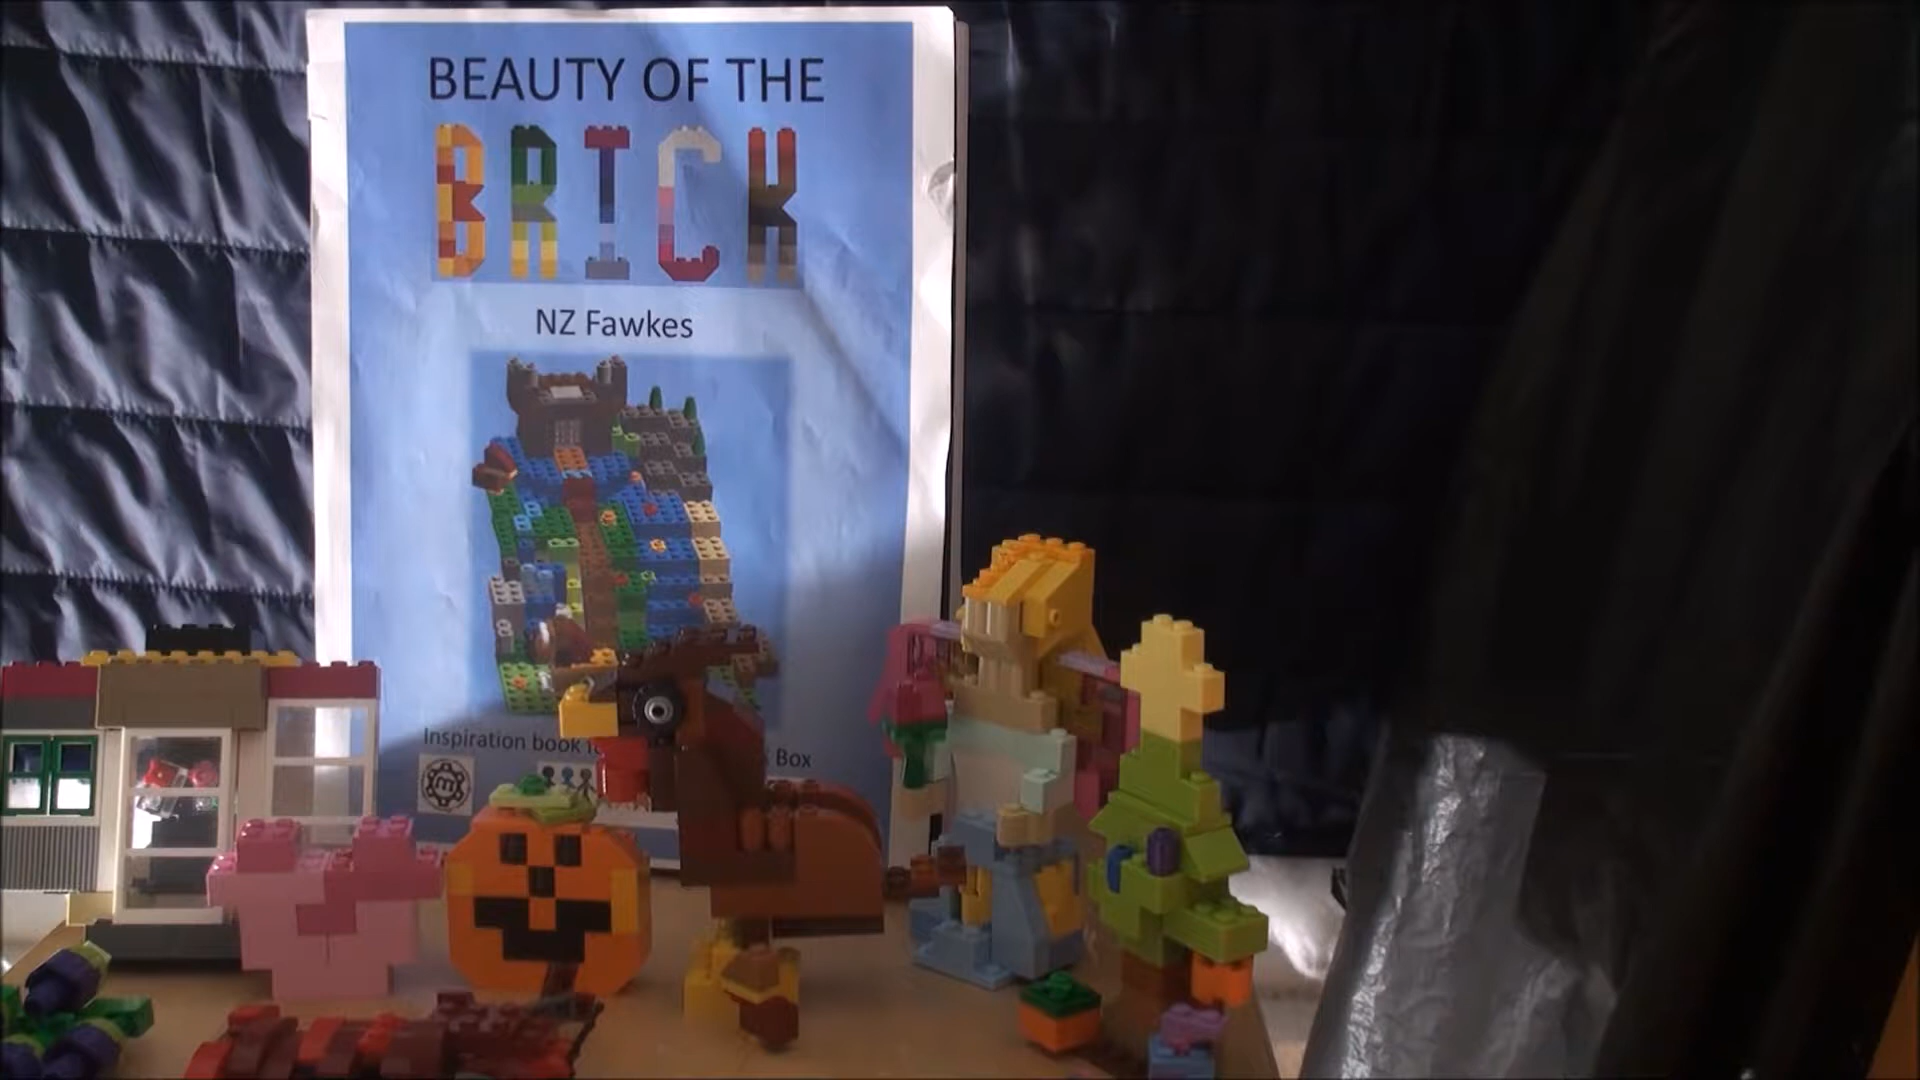 BEAUTY OF THE
BRICK
NZ Fawkes
Inspiration book Box
m